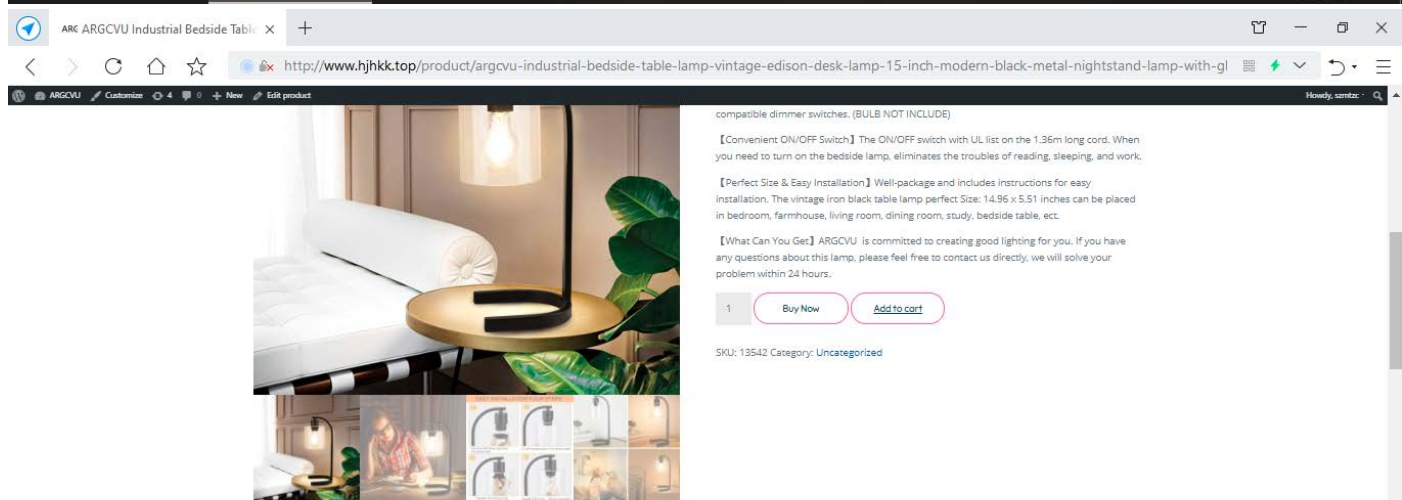 ARG ARGCVU Industrial Bedside Table
http://www.hjhkk.top/product/argcvu-industrial-bedside-table-lamp-vintage-edison-desk-lamp-15-inch-modern-black-metal-nightstand-lamp-with-gl
ARGCVU Customize 4 0 New Edit product Howdy, szmtzc
compatible dimmer switches. (BULB NOT INCLUDE)
【Convenient ON/OFF Switch】The ON/OFF switch with UL list on the 1.36m long cord. When
you need to turn on the bedside lamp, eliminates the troubles of reading, sleeping, and work.
【Perfect Size & Easy Installation】Well-package and includes instructions for easy
installation. The vintage iron black table lamp perfect Size: 14.96 x 5.51 inches can be placed
in bedroom, farmhouse, living room, dining room, study, bedside table, ect.
【What Can You Get】ARGCVU is committed to creating good lighting for you. If you have
any questions about this lamp, please feel free to contact us directly, we will solve your
problem within 24 hours.
1 Buy Now Add to cart
SKU: 13542 Category: Uncategorized